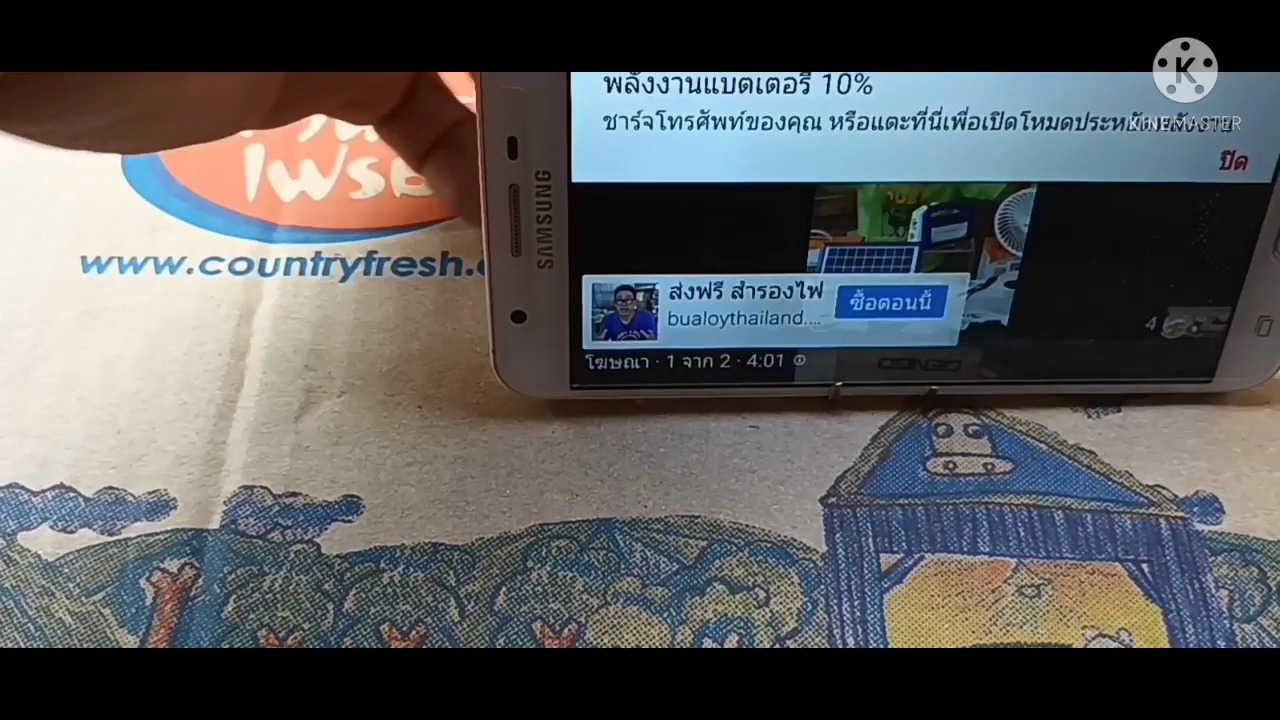 KINEMASTER
พลังงานแบตเตอรี่ 10%
ชาร์จโทรศัพท์ของคุณ หรือแตะที่นี่เพื่อเปิดโหมดประหยัดพลังงาน
ปิด
เฟรช
www.countryfresh.c
SAMSUNG
ส่งฟรี สำรองไฟ
bualoythailand....
ซื้อตอนนี้
4
โฆษณา · 1 จาก 2 · 4:01